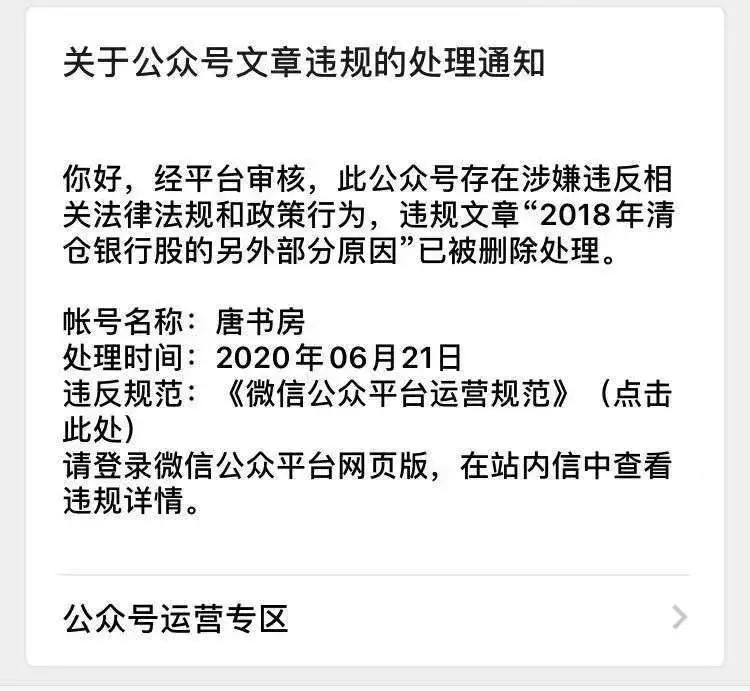 关于公众号文章违规的处理通知
你好，经平台审核，此公众号存在涉嫌违反相
关法律法规和政策行为，违规文章“2018年清
仓银行股的另外部分原因”已被删除处理。
帐号名称：唐书房
处理时间：2020年06月21日
违反规范：《微信公众平台运营规范》（点击
此处）
请登录微信公众平台网页版，在站内信中查看
违规详情。
公众号运营专区